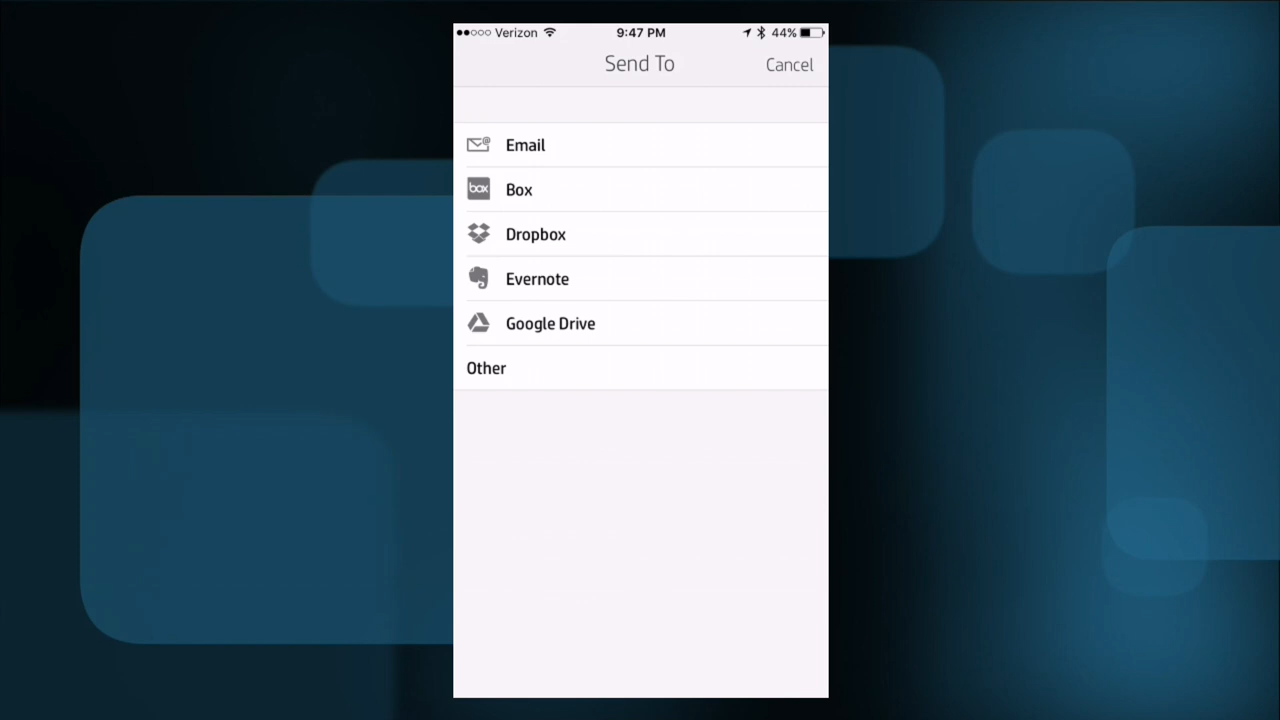 Verizon 9:47 PM 44%
Send To Cancel
Email
box Box
Dropbox
Evernote
Google Drive
Other